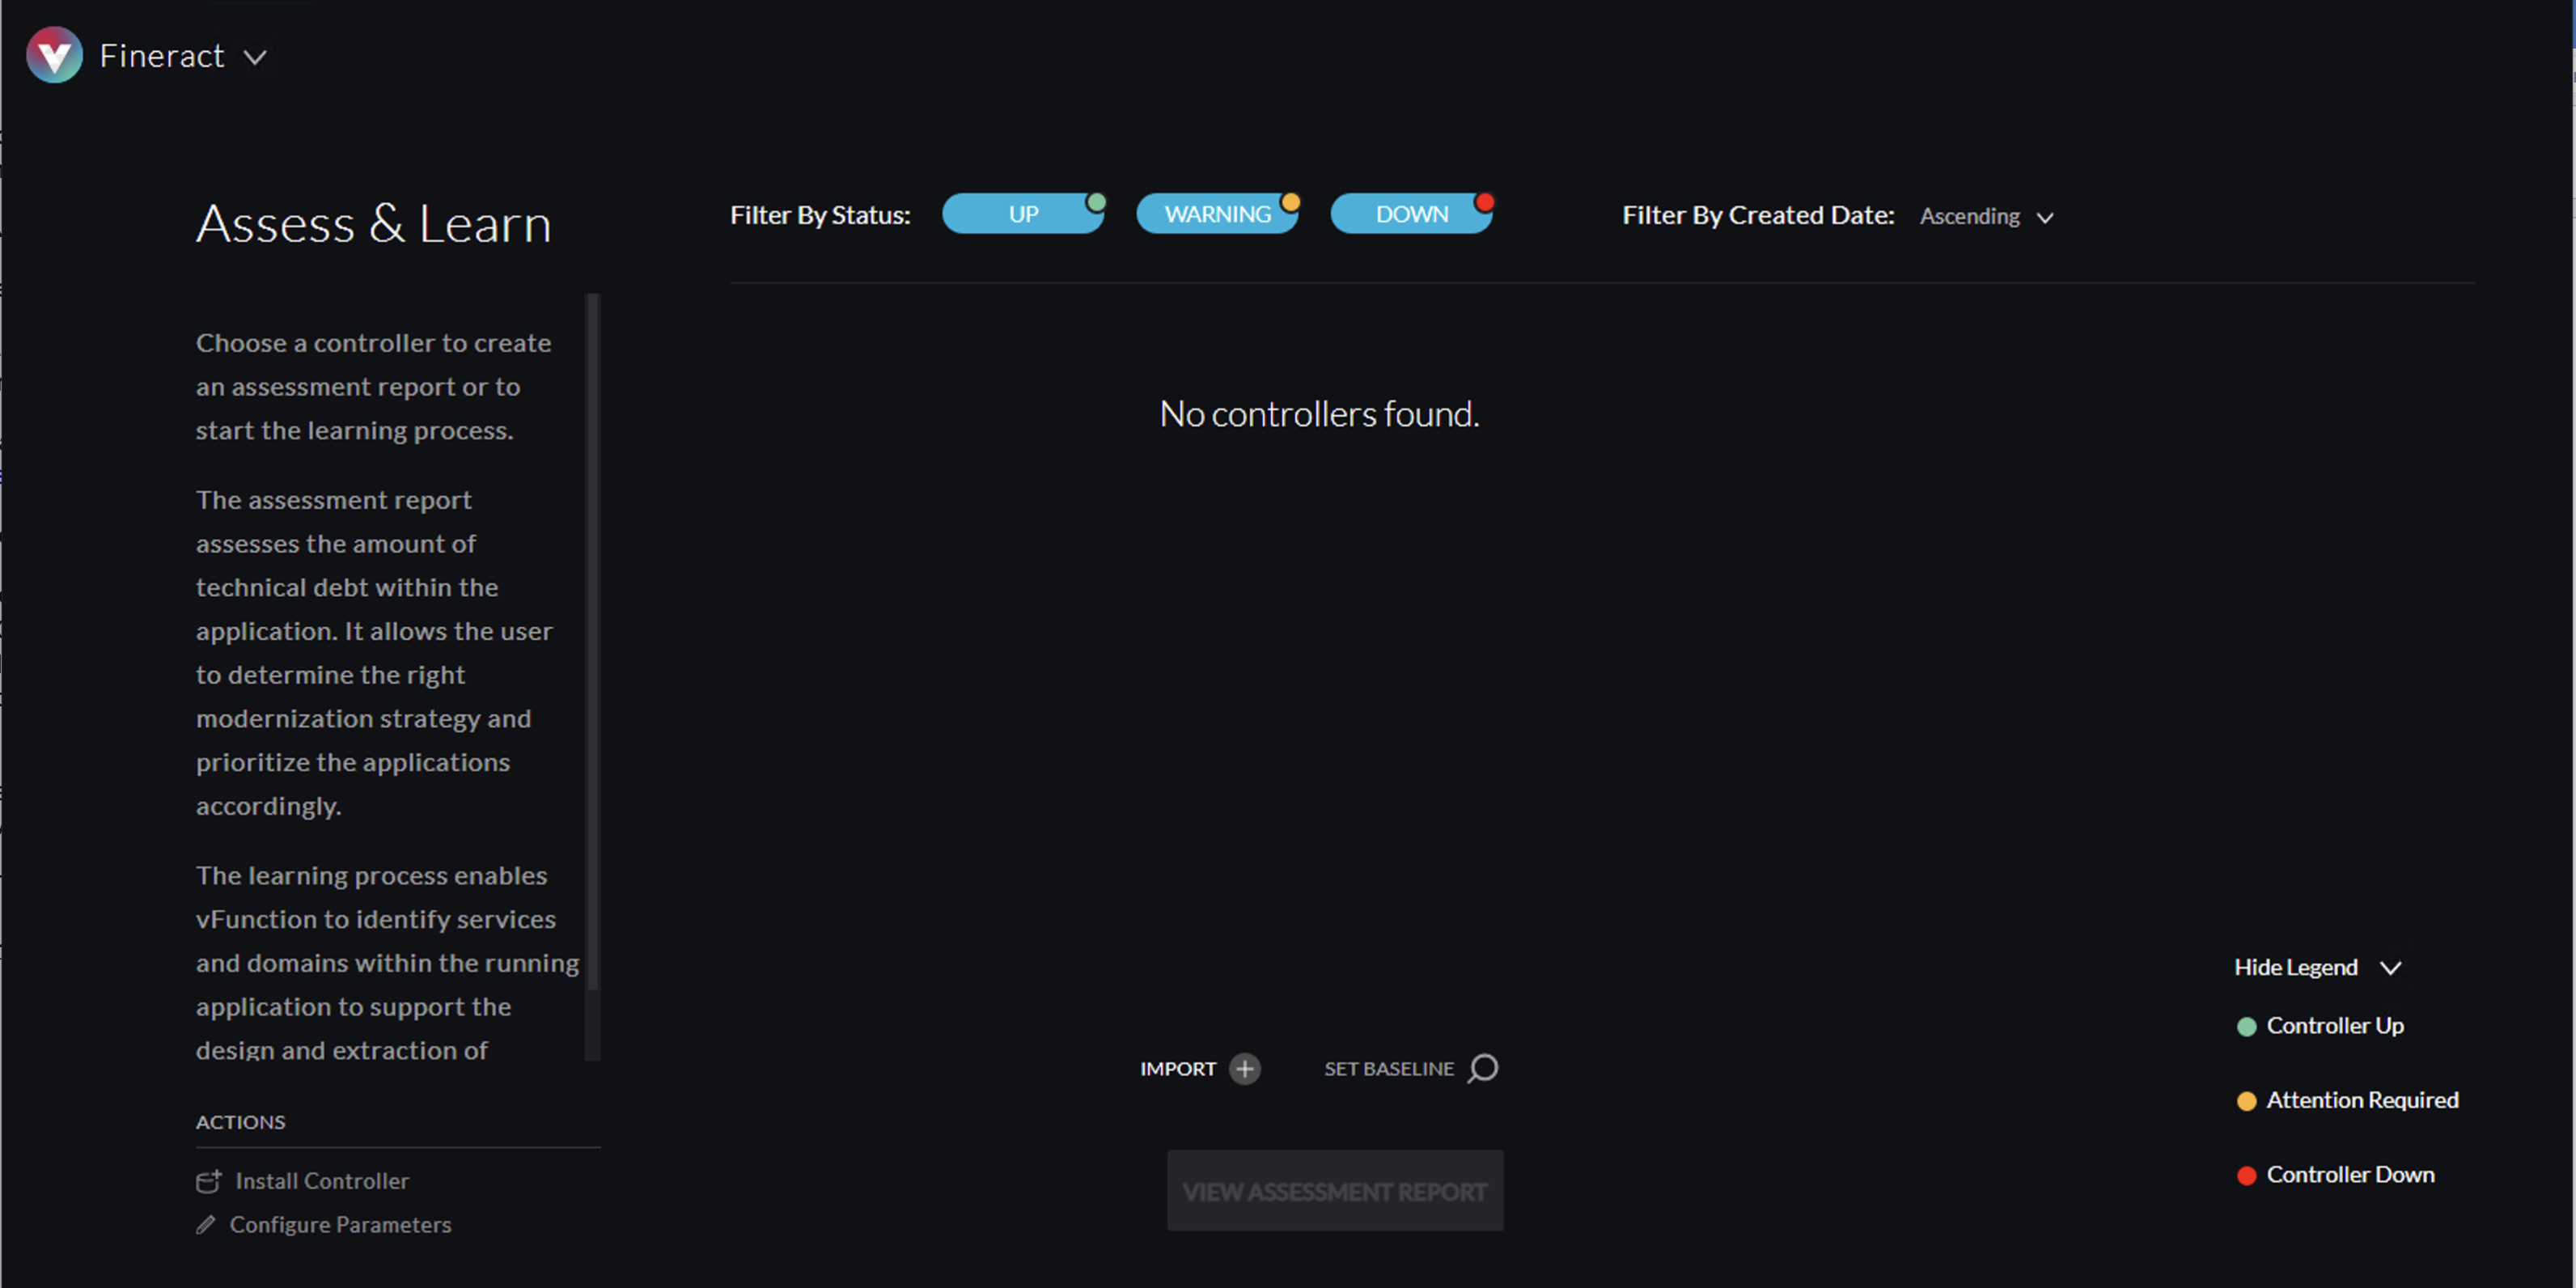 Fineract
Assess & Learn
Choose a controller to create
an assessment report or to
start the learning process.
The assessment report
assesses the amount of
technical debt within the
application. It allows the user
to determine the right
modernization strategy and
prioritize the applications
accordingly.
The learning process enables
vFunction to identify services
and domains within the running
application to support the
design and extraction of
ACTIONS
Install Controller
Configure Parameters
Filter By Status: UP WARNING DOWN Filter By Created Date: Ascending
No controllers found.
IMPORT SET BASELINE
VIEW ASSESSMENT REPORT
Hide Legend
Controller Up
Attention Required
Controller Down